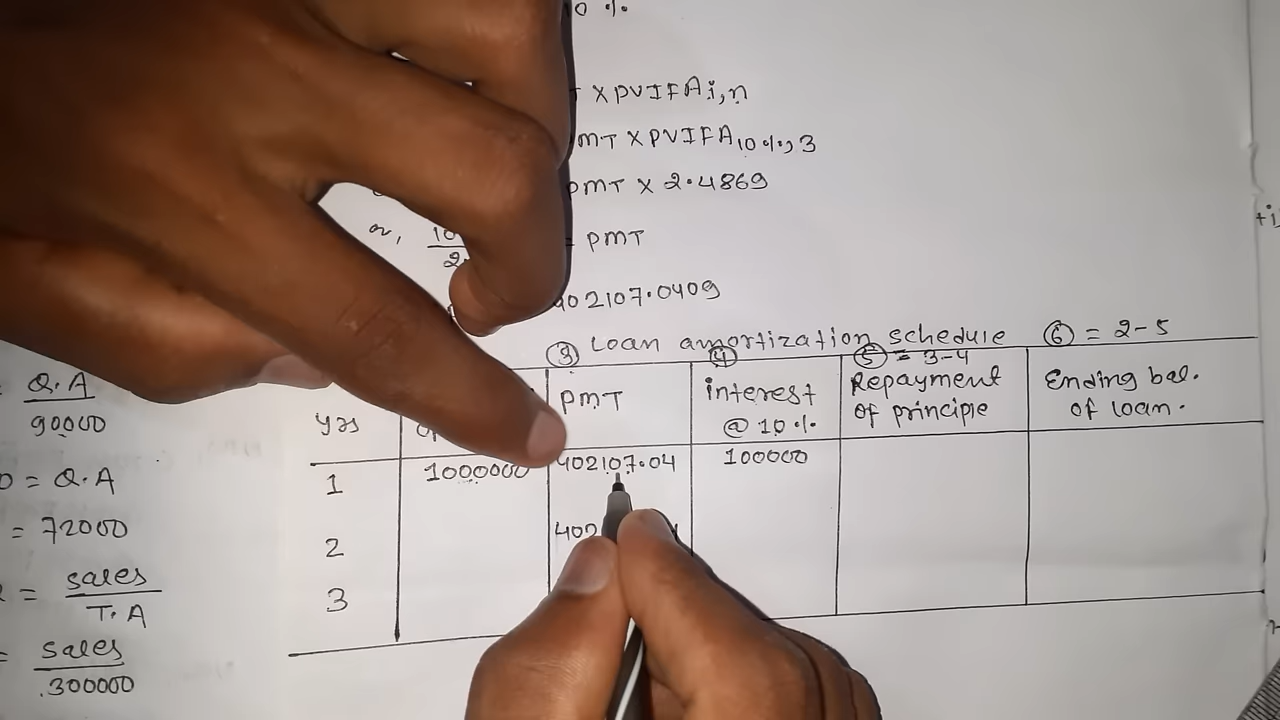 10 %
X PVIFA i,n
PMT X PVIFA 10%, 3
PMT X 2.4869
or, = PMT
402107.0409
③ Loan amortization schedule ⑥ = 2-5
④ ⑤ = 3-4
yrs PMT interest @ 10 % Repayment of principle Ending bal. of loan.
1 1000000 402107.04 100000
2
3
Q.A
90000
= Q.A
= 72000
= sales
T.A
= sales
.300000